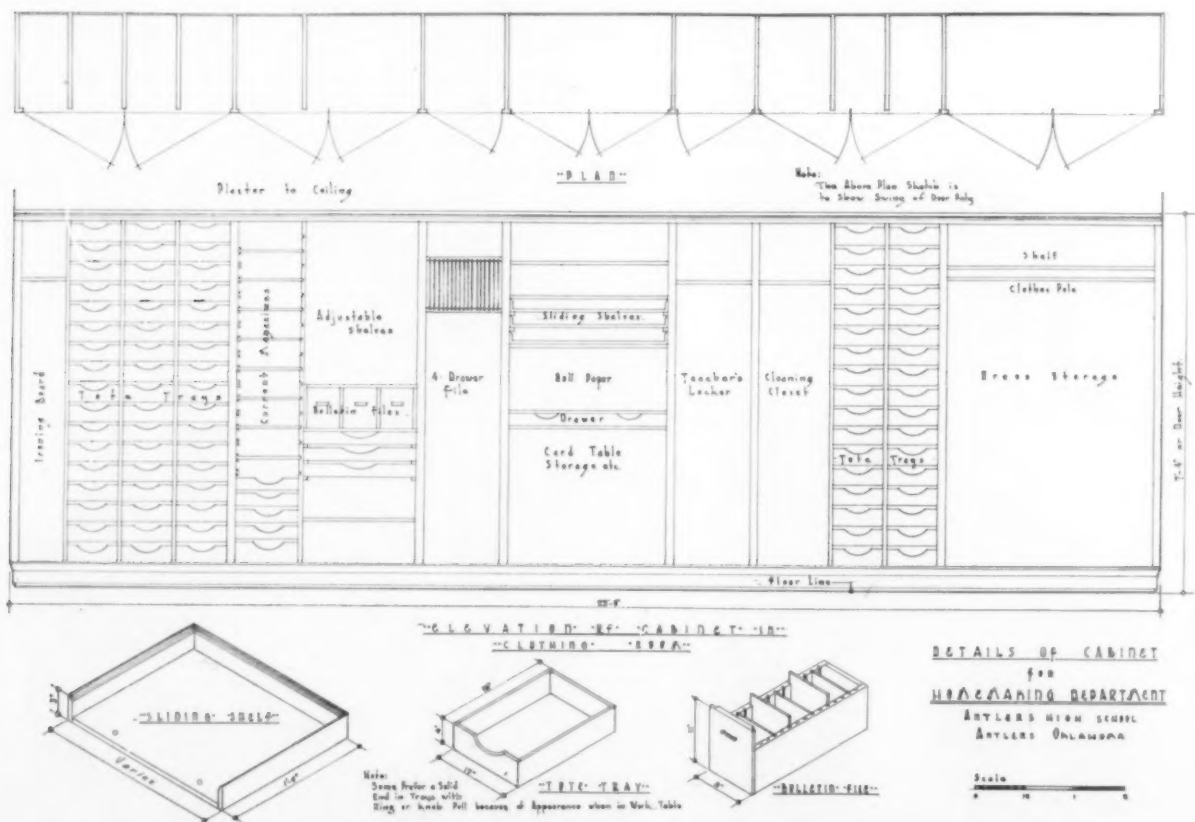 "PLAN"
Note:
The Above Plan Sketch is
to Show Swing of Door Only
Plaster to Ceiling
Ironing Board
Tote Trays
Current Magazines
Adjustable
Shelves
Bulletin Files
4-Drawer
File
Sliding Shelves
Roll Paper
Drawer
Card Table
Storage etc.
Teacher's
Locker
Cleaning
Closet
Tote Trays
Shelf
Clothes Pole
Dress Storage
7'-4" or Door Height
Floor Line
"ELEVATION OF CABINET IN"
"CLOTHING ROOM"
"SLIDING SHELF"
Varies
Note:
Some Prefer a Solid
End in Trays with
Ring or Knob Pull because of Appearance when in Work Table
"TOTE TRAY"
"BULLETIN FILE"
DETAILS OF CABINET
FOR
HOMEMAKING DEPARTMENT
ANTLERS HIGH SCHOOL
ANTLERS OKLAHOMA
Scale